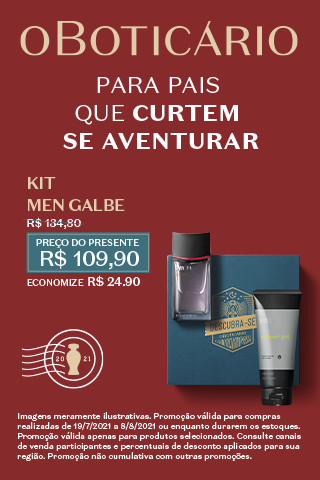 OBOTICÁRIO
PARA PAIS
QUE CURTEM
SE AVENTURAR
KIT
MEN GALBE
R$ 134,80
PREÇO DO PRESENTE
R$ 109,90
ECONOMIZE R$ 24.90
DESCUBRA-SE
OBOTICÁRIO
2021
Imagens meramente ilustrativas. Promoção válida para compras
realizadas de 19/7/2021 a 8/8/2021 ou enquanto durarem os estoques.
Promoção válida apenas para produtos selecionados. Consulte canais
de venda participantes e percentuais de desconto aplicados para sua
região. Promoção não cumulativa com outras promoções.